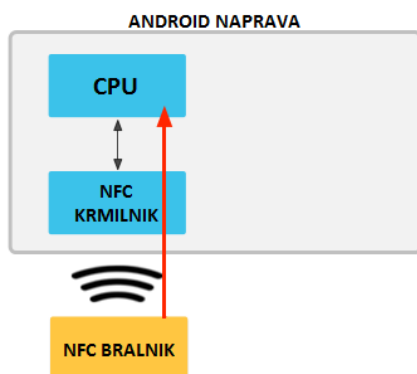 ANDROID NAPRAVA
CPU
NFC
KRMILNIK
NFC BRALNIK